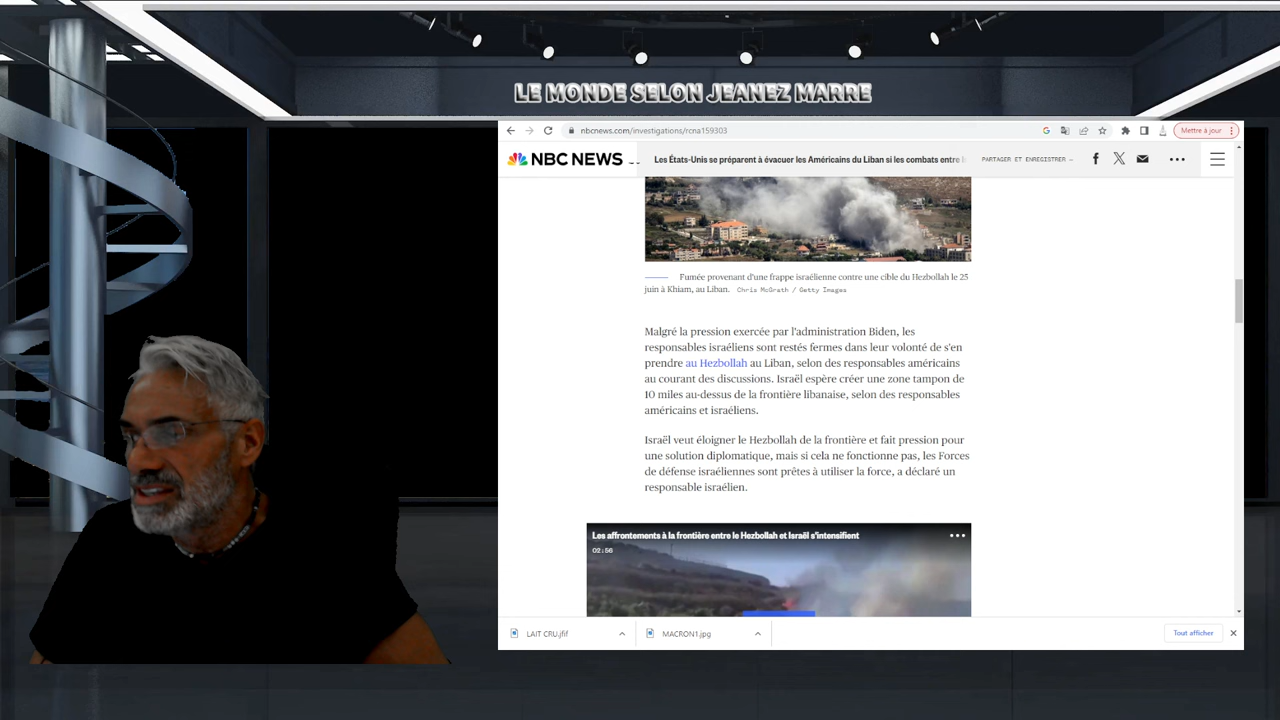 LE MONDE SELON JEANEZ MARRE
nbcnews.com/investigations/rcna159303
Mettre à jour
NBC NEWS
Les États-Unis se préparent à évacuer les Américains du Liban si les combats entre
PARTAGER ET ENREGISTRER —
Fumée provenant d'une frappe israélienne contre une cible du Hezbollah le 25
juin à Khiam, au Liban. Chris McGrath / Getty Images
Malgré la pression exercée par l'administration Biden, les
responsables israéliens sont restés fermes dans leur volonté de s'en
prendre au Hezbollah au Liban, selon des responsables américains
au courant des discussions. Israël espère créer une zone tampon de
10 miles au-dessus de la frontière libanaise, selon des responsables
américains et israéliens.
Israël veut éloigner le Hezbollah de la frontière et fait pression pour
une solution diplomatique, mais si cela ne fonctionne pas, les Forces
de défense israéliennes sont prêtes à utiliser la force, a déclaré un
responsable israélien.
Les affrontements à la frontière entre le Hezbollah et Israël s'intensifient
02:56
LAIT CRU.jfif
MACRON1.jpg
Tout afficher